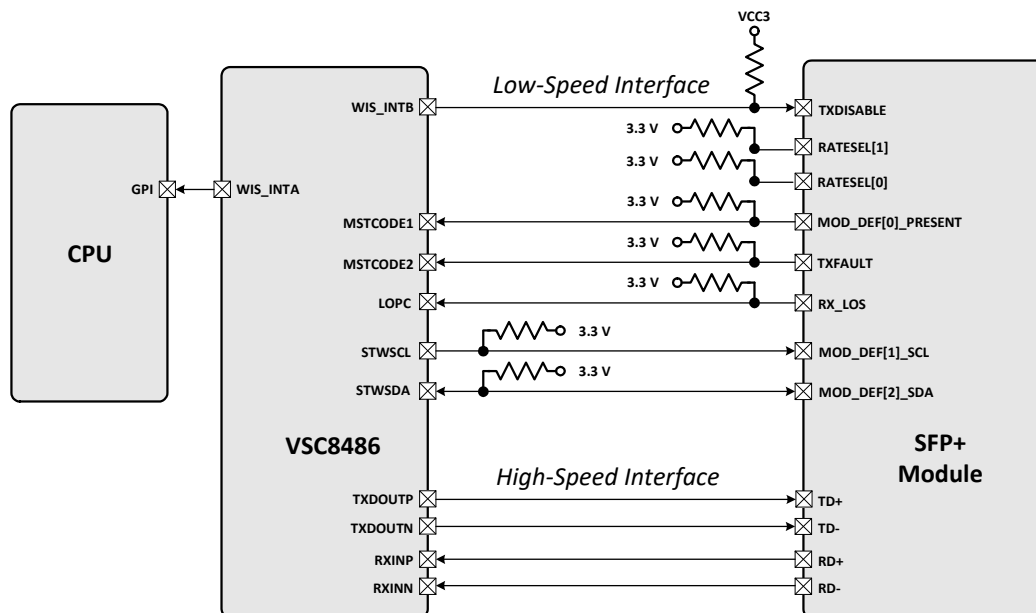 VCC3
Low-Speed Interface
WIS_INTB
TXDISABLE
3.3 V
RATESEL[1]
3.3 V
RATESEL[0]
GPI
WIS_INTA
3.3 V
MSTCODE1
MOD_DEF[0]_PRESENT
CPU
3.3 V
MSTCODE2
TXFAULT
3.3 V
LOPC
RX_LOS
3.3 V
STWSCL
MOD_DEF[1]_SCL
3.3 V
STWSDA
MOD_DEF[2]_SDA
VSC8486
SFP+
Module
High-Speed Interface
TXDOUTP
TD+
TXDOUTN
TD-
RXINP
RD+
RXINN
RD-